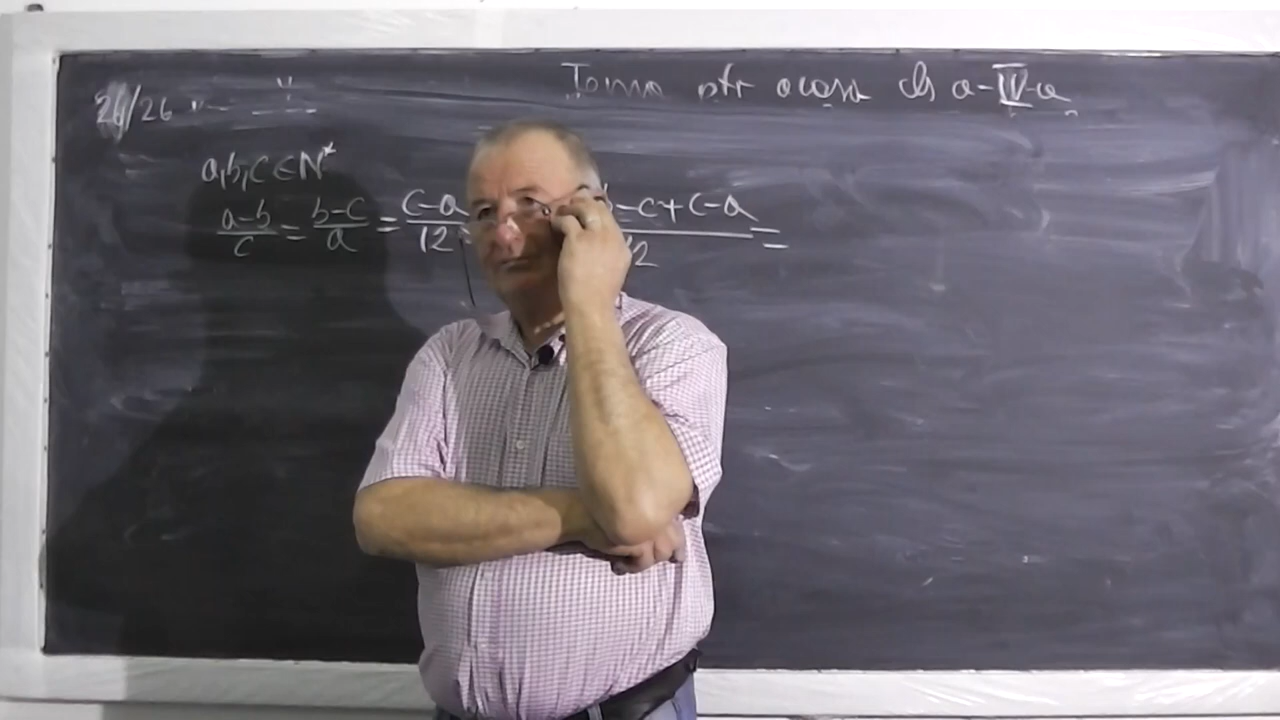 Tema ptr acasă cls a-IV-a
26/26 " - "
a,b,c ∈ N*
a-b/c = b-c/a = c-a/12 = -c+c-a/12 =